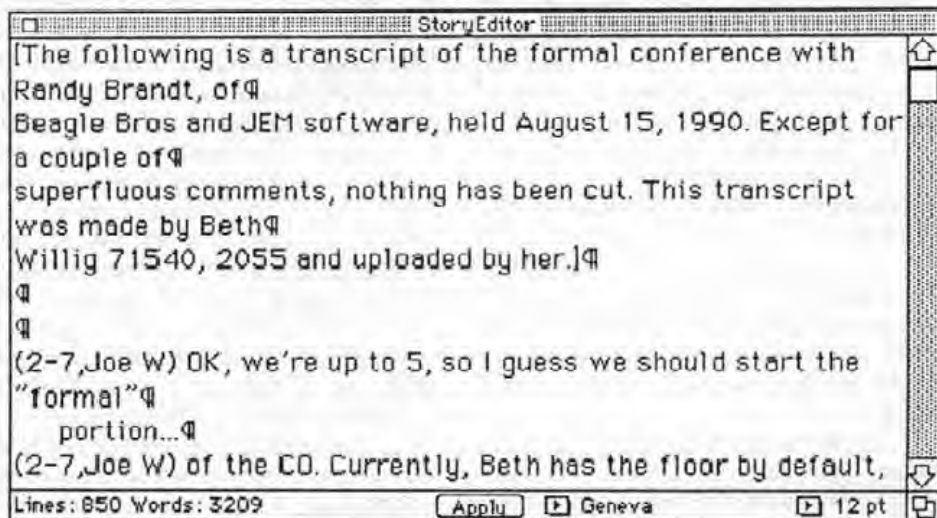 StoryEditor
[The following is a transcript of the formal conference with
Randy Brandt, of¶
Beagle Bros and JEM software, held August 15, 1990. Except for
a couple of¶
superfluous comments, nothing has been cut. This transcript
was made by Beth¶
Willig 71540, 2055 and uploaded by her.]¶
¶
¶
(2-7,Joe W) OK, we're up to 5, so I guess we should start the
"formal"¶
portion...¶
(2-7,Joe W) of the CO. Currently, Beth has the floor by default,
Lines: 850 Words: 3209 Apply Geneva 12 pt